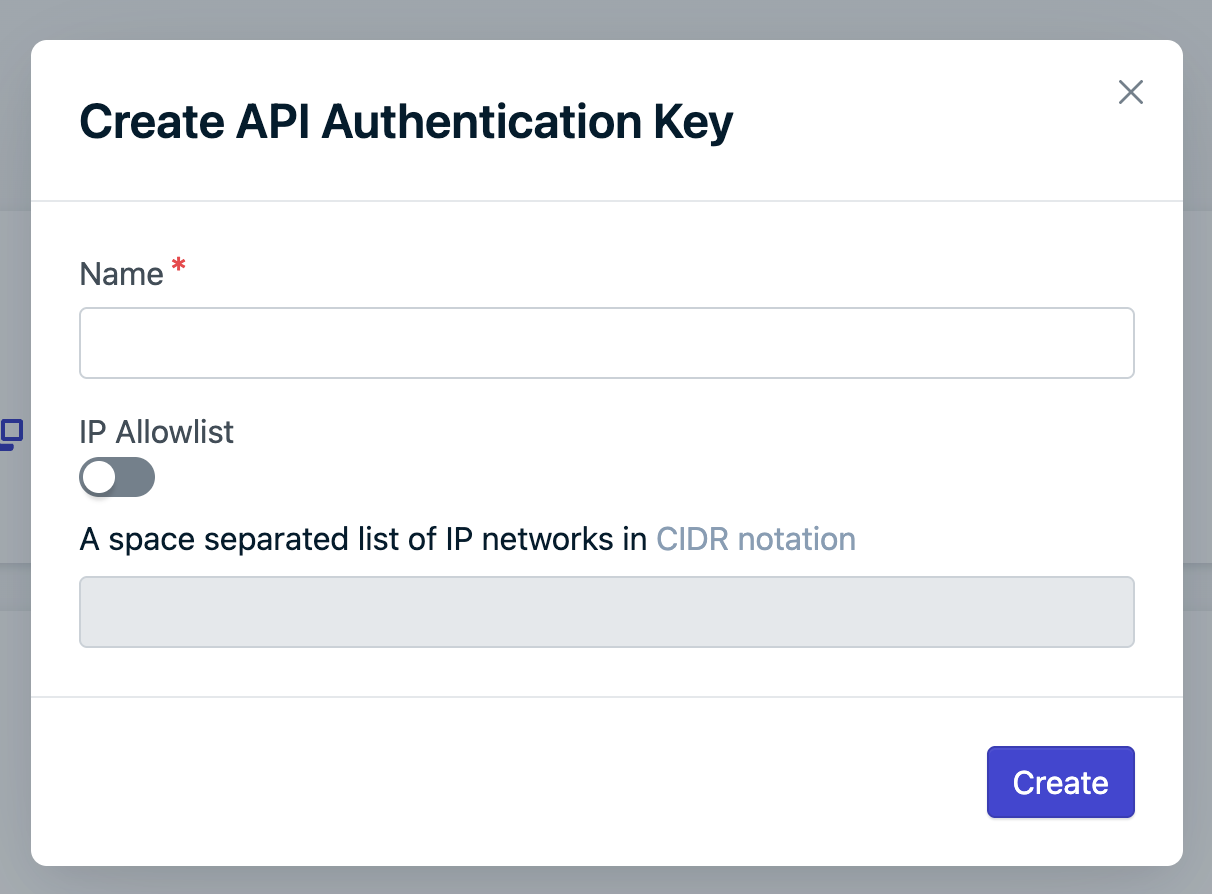 Create API Authentication Key
Name *
IP Allowlist
A space separated list of IP networks in CIDR notation
Create